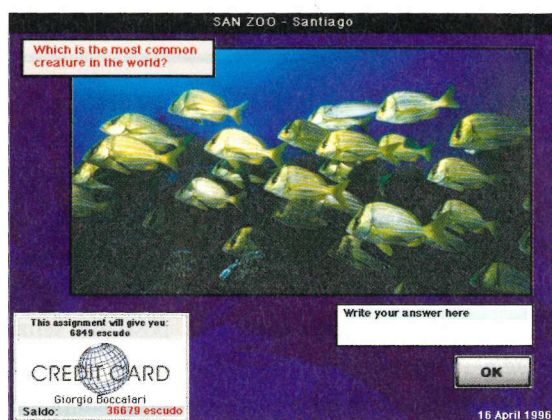 SAN ZOO - Santiago
Which is the most common
creature in the world?
This assignment will give you:
6849 escudo
CREDIT CARD
Giorgio Boccalari
Saldo: 36679 escudo
Write your answer here
OK
16 April 1996